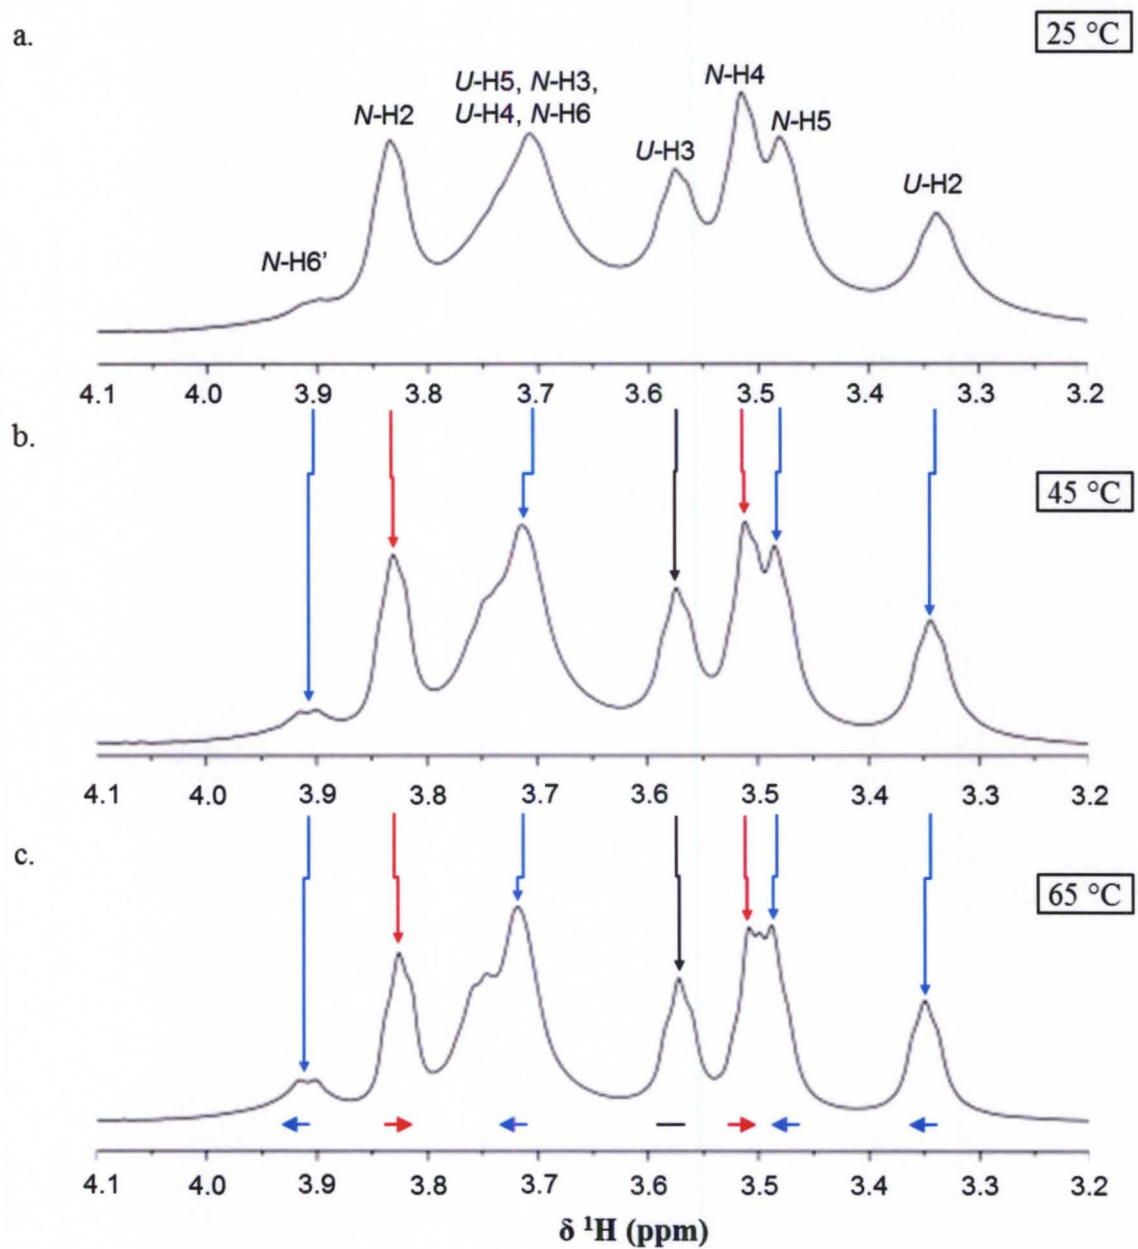 a.
25 °C
N-H6'
N-H2
U-H5, N-H3,
U-H4, N-H6
U-H3
N-H4
N-H5
U-H2
4.1 4.0 3.9 3.8 3.7 3.6 3.5 3.4 3.3 3.2
b.
45 °C
4.1 4.0 3.9 3.8 3.7 3.6 3.5 3.4 3.3 3.2
c.
65 °C
4.1 4.0 3.9 3.8 3.7 3.6 3.5 3.4 3.3 3.2
δ ¹H (ppm)